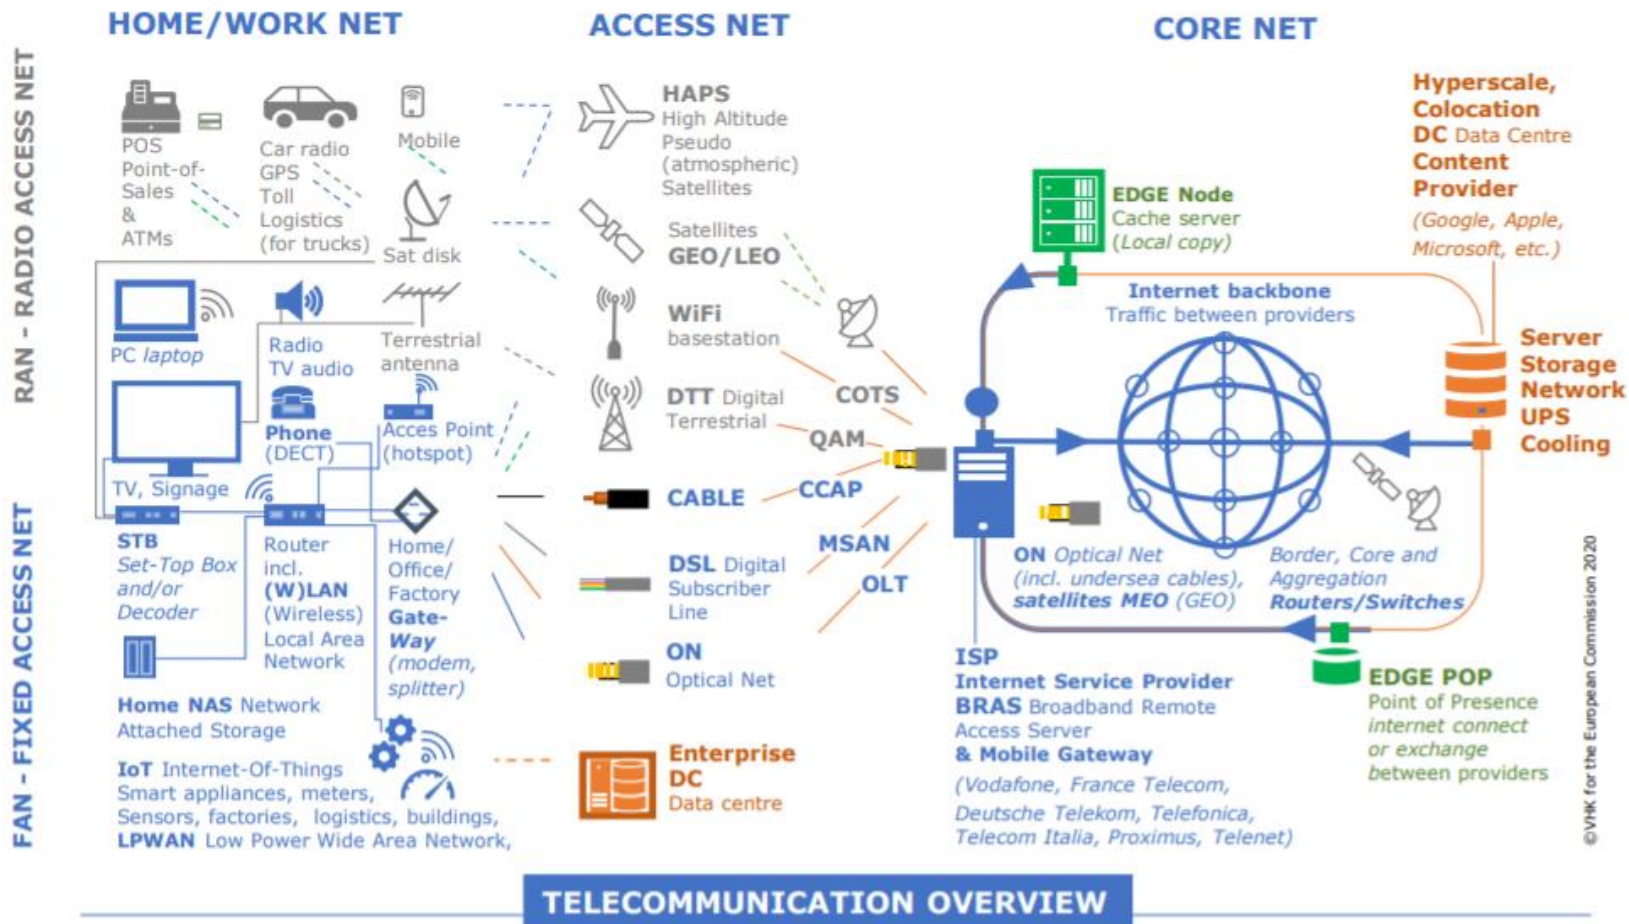 HOME/WORK NET
ACCESS NET
CORE NET
RAN - RADIO ACCESS NET
FAN - FIXED ACCESS NET
POS
Point-of-
Sales
&
ATMs
Car radio
GPS
Toll
Logistics
(for trucks)
Mobile
Sat disk
PC laptop
Radio
TV audio
Terrestrial
antenna
Phone
(DECT)
Acces Point
(hotspot)
TV, Signage
STB
Set-Top Box
and/or
Decoder
Router
incl.
(W)LAN
(Wireless)
Local Area
Network
Home/
Office/
Factory
Gate-
Way
(modem,
splitter)
Home NAS Network
Attached Storage
IoT Internet-Of-Things
Smart appliances, meters,
Sensors, factories, logistics, buildings,
LPWAN Low Power Wide Area Network,
HAPS
High Altitude
Pseudo
(atmospheric)
Satellites
Satellites
GEO/LEO
WiFi
basestation
DTT Digital
Terrestrial
CABLE
DSL Digital
Subscriber
Line
ON
Optical Net
Enterprise
DC
Data centre
COTS
QAM
CCAP
MSAN
OLT
EDGE Node
Cache server
(Local copy)
Hyperscale,
Colocation
DC Data Centre
Content
Provider
(Google, Apple,
Microsoft, etc.)
Internet backbone
Traffic between providers
Server
Storage
Network
UPS
Cooling
ON Optical Net
(incl. undersea cables),
satellites MEO (GEO)
Border, Core and
Aggregation
Routers/Switches
ISP
Internet Service Provider
BRAS Broadband Remote
Access Server
& Mobile Gateway
(Vodafone, France Telecom,
Deutsche Telekom, Telefonica,
Telecom Italia, Proximus, Telenet)
EDGE POP
Point of Presence
internet connect
or exchange
between providers
©VHK for the European Commission 2020
TELECOMMUNICATION OVERVIEW